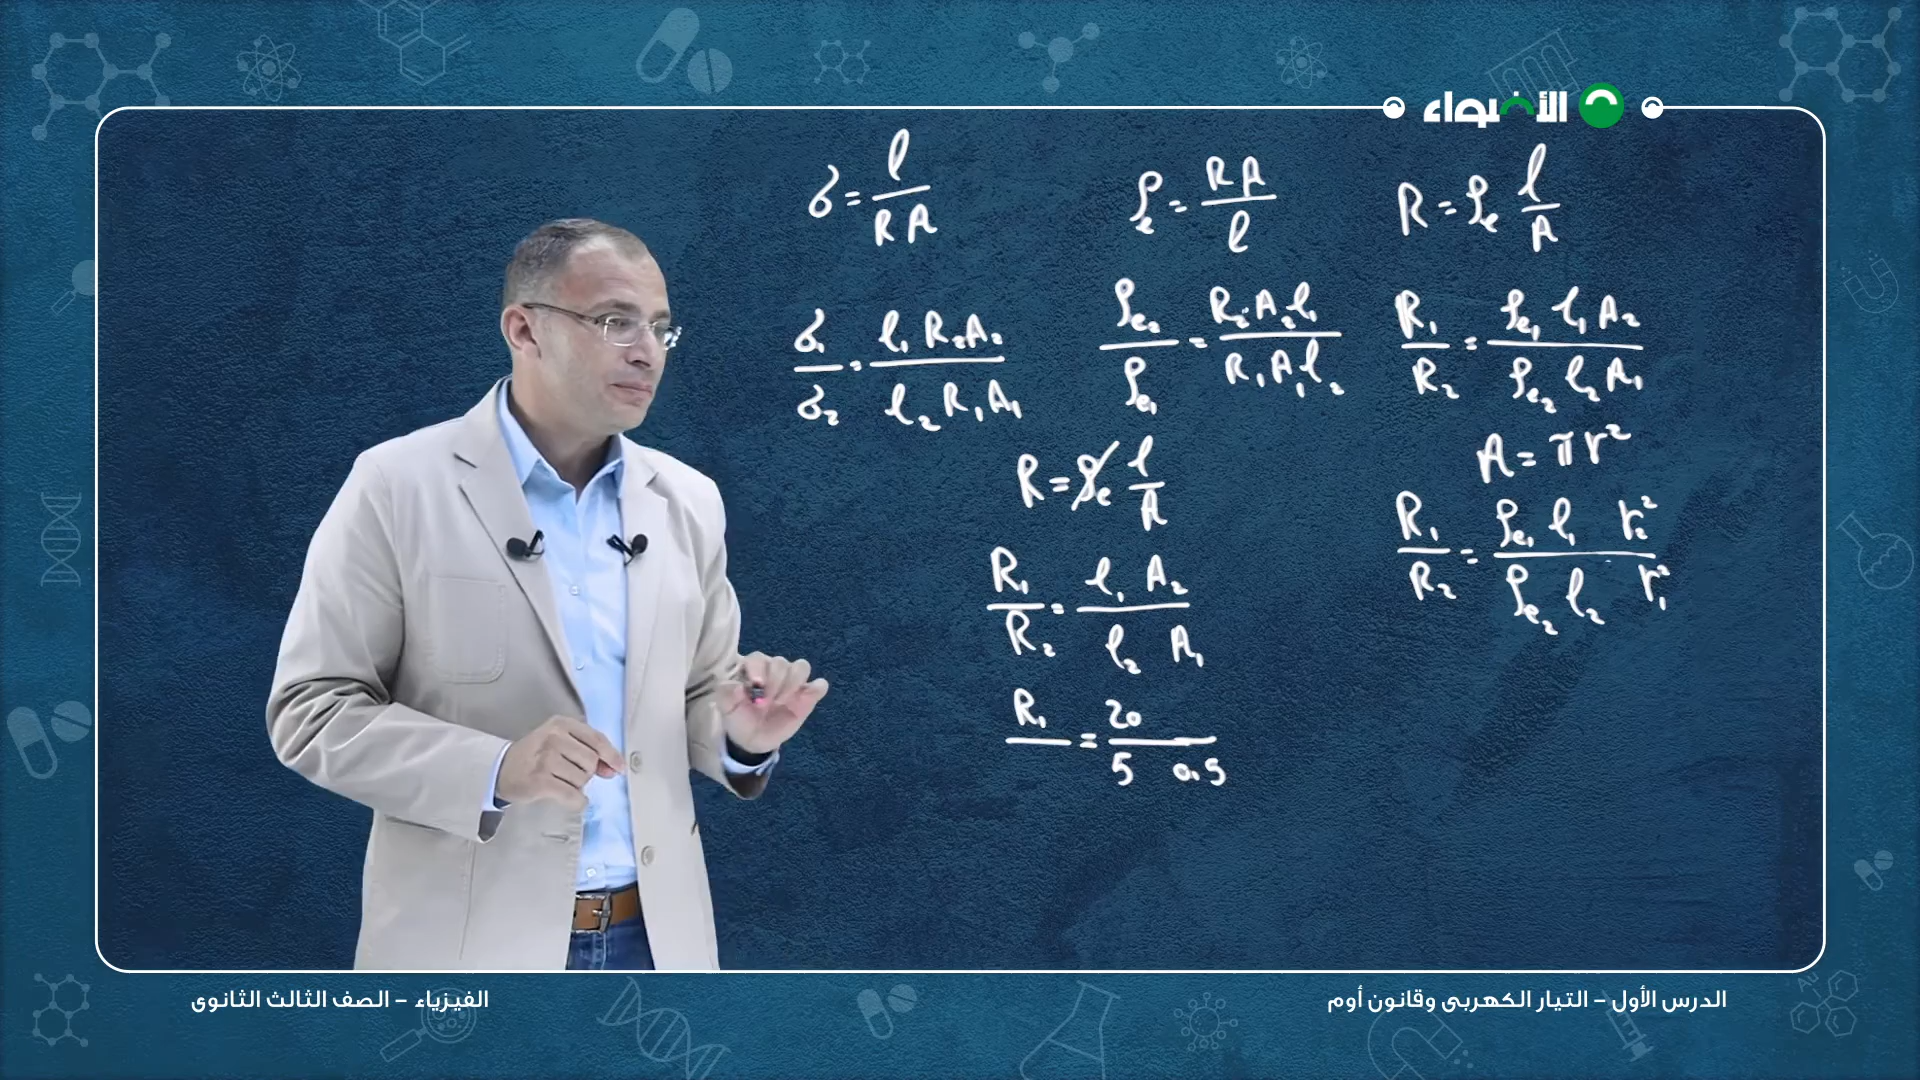 الأضواء
σ = l / RA
ρe = RA / l
R = ρe l / A
σ1 / σ2 = l1 R2 A2 / l2 R1 A1
ρe2 / ρe1 = R2 A2 l1 / R1 A1 l2
R1 / R2 = ρe1 l1 A2 / ρe2 l2 A1
R = ρe l / A
A = πr²
R1 / R2 = l1 A2 / l2 A1
R1 / R2 = ρe1 l1 r2² / ρe2 l2 r1²
R1 / = 20 / 5 0.5
الدرس الأول – التيار الكهربى وقانون أوم
الفيزياء – الصف الثالث الثانوى